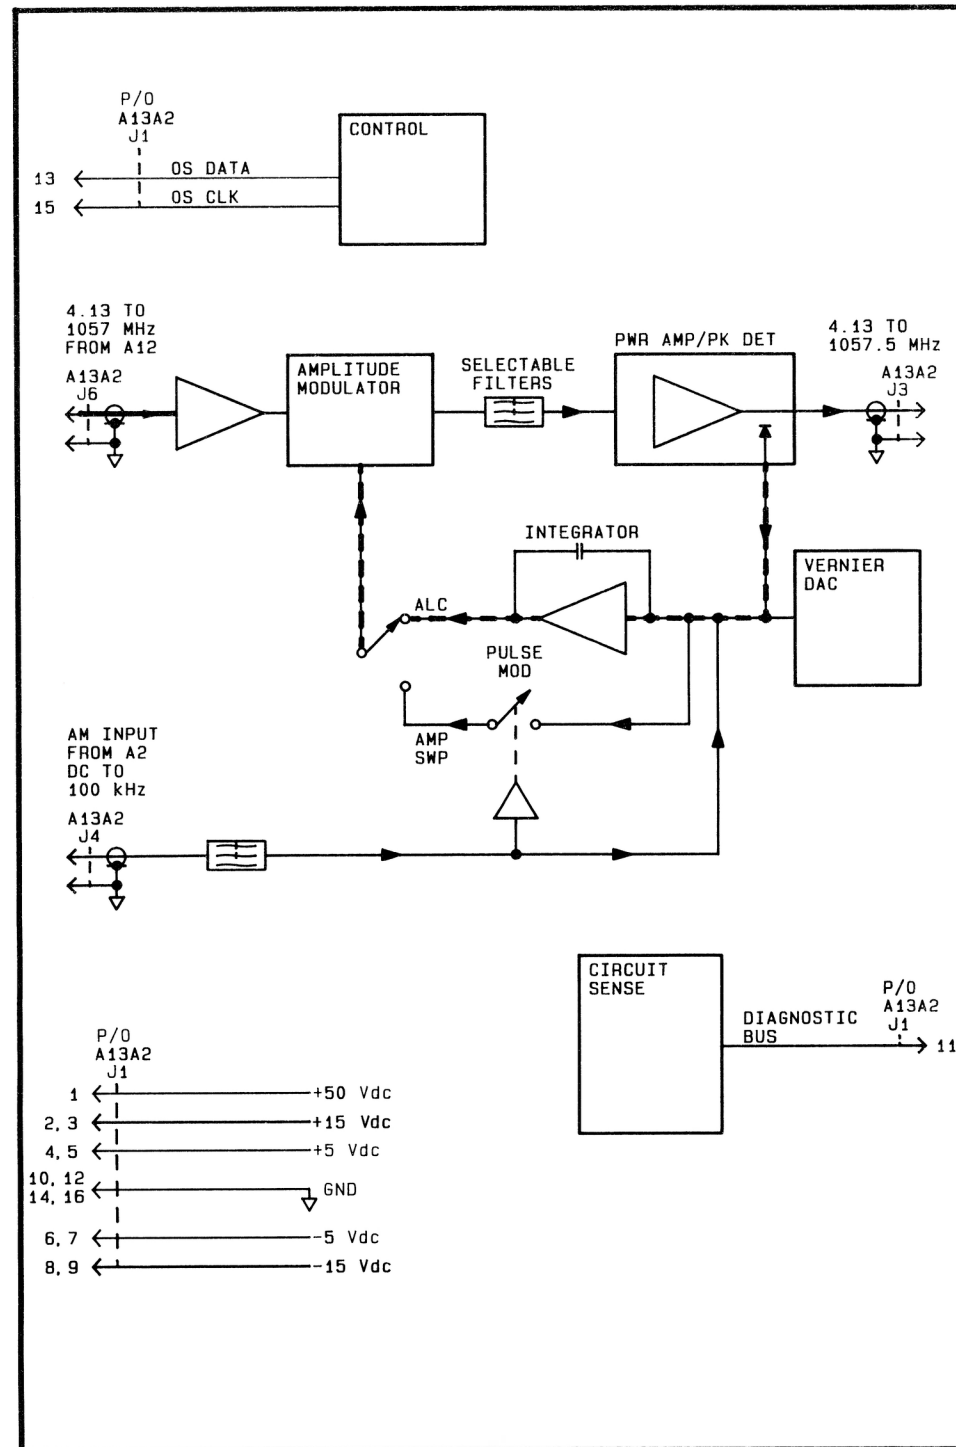 P/O
A13A2
J1
CONTROL
13
OS DATA
15
OS CLK
4.13 TO
1057 MHz
FROM A12
A13A2
J6
AMPLITUDE
MODULATOR
SELECTABLE
FILTERS
PWR AMP/PK DET
4.13 TO
1057.5 MHz
A13A2
J3
INTEGRATOR
VERNIER
DAC
ALC
PULSE
MOD
AMP
SWP
AM INPUT
FROM A2
DC TO
100 kHz
A13A2
J4
CIRCUIT
SENSE
DIAGNOSTIC
BUS
P/O
A13A2
J1
11
P/O
A13A2
J1
1
+50 Vdc
2,3
+15 Vdc
4,5
+5 Vdc
10,12
14,16
GND
6,7
-5 Vdc
8,9
-15 Vdc